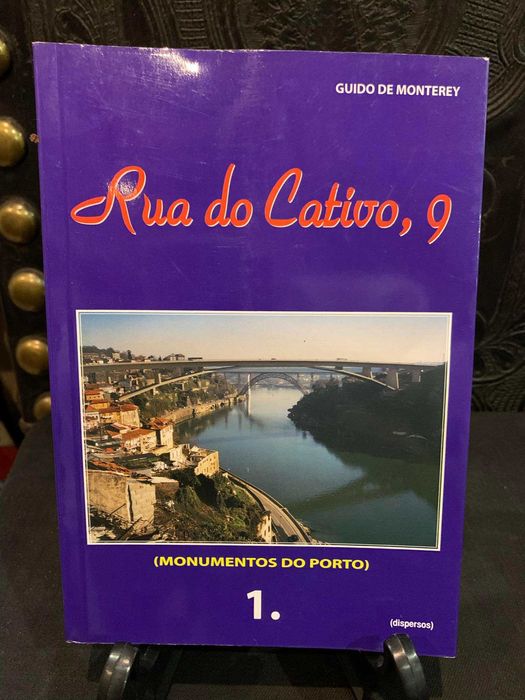 GUIDO DE MONTEREY
Rua do Cativo, 9
(MONUMENTOS DO PORTO)
1.
(dispersos)